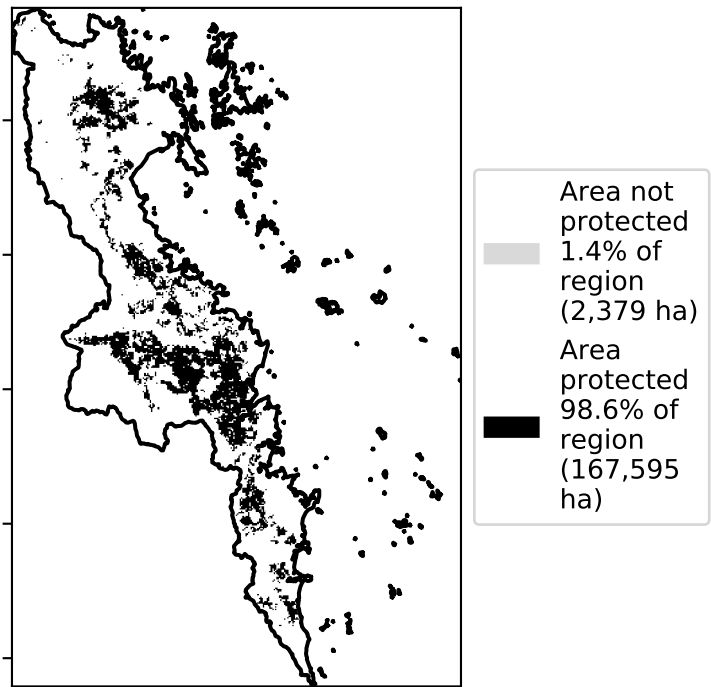 Area not
protected
1.4% of
region
(2,379 ha)
Area
protected
98.6% of
region
(167,595
ha)